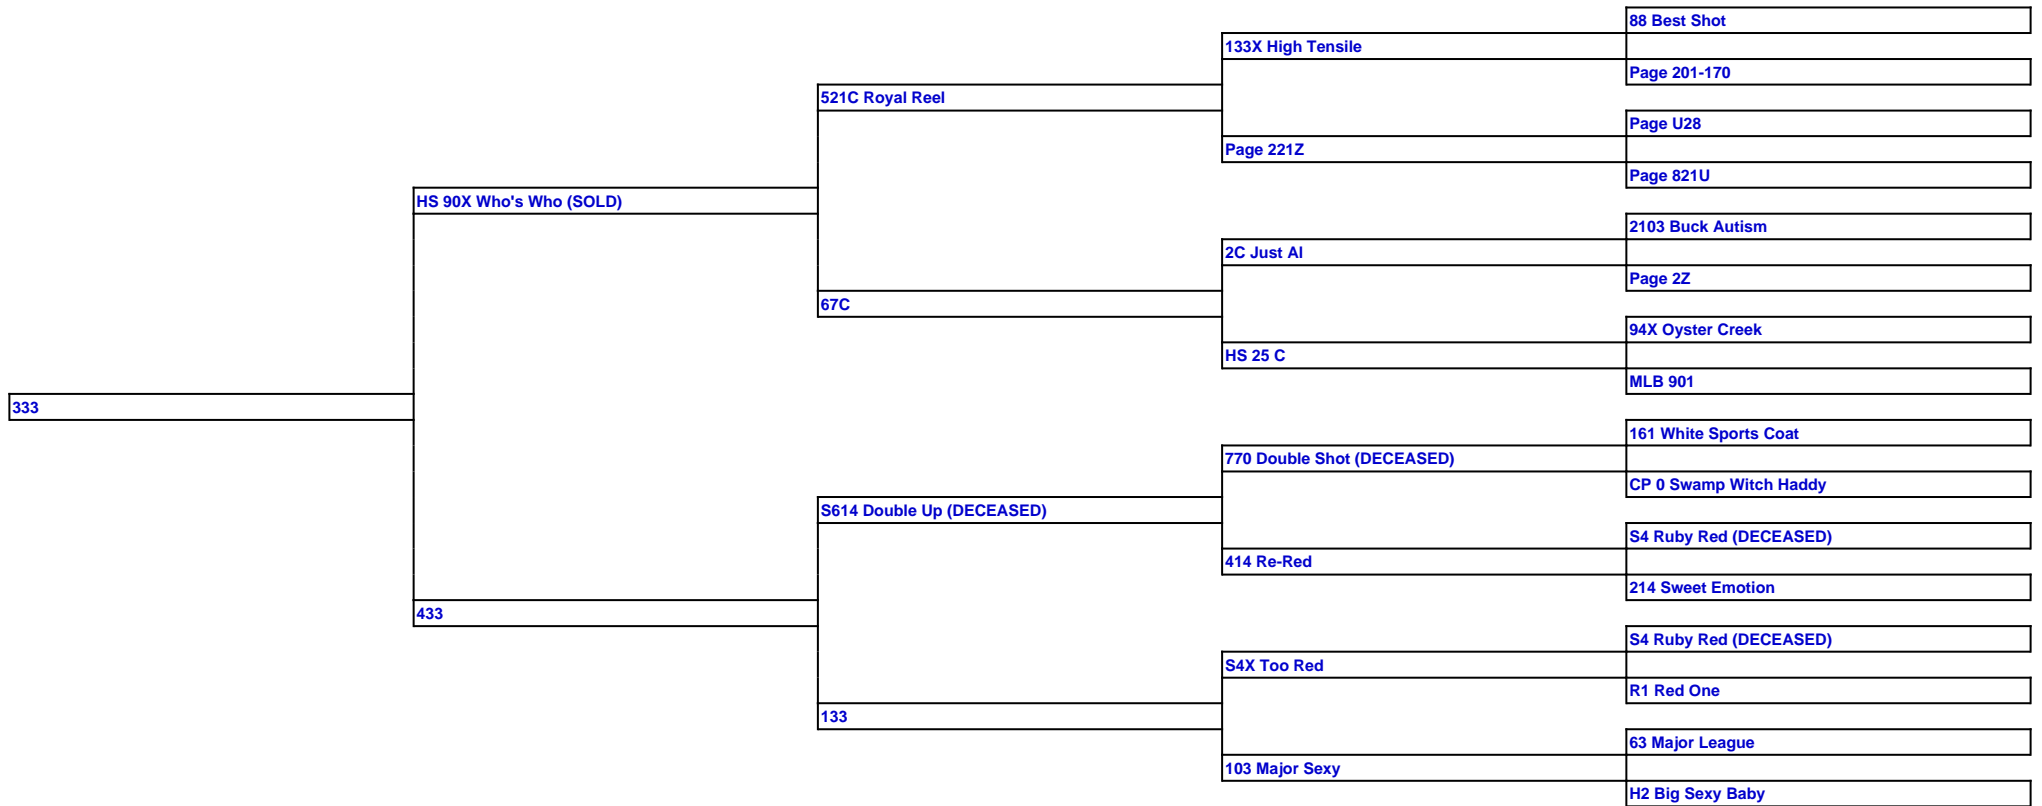 88 Best Shot
133X High Tensile
Page 201-170
521C Royal Reel
Page U28
Page 221Z
Page 821U
HS 90X Who's Who (SOLD)
2103 Buck Autism
2C Just AI
Page 2Z
67C
94X Oyster Creek
HS 25 C
MLB 901
333
161 White Sports Coat
770 Double Shot (DECEASED)
CP 0 Swamp Witch Haddy
S614 Double Up (DECEASED)
S4 Ruby Red (DECEASED)
414 Re-Red
214 Sweet Emotion
433
S4 Ruby Red (DECEASED)
S4X Too Red
R1 Red One
133
63 Major League
103 Major Sexy
H2 Big Sexy Baby